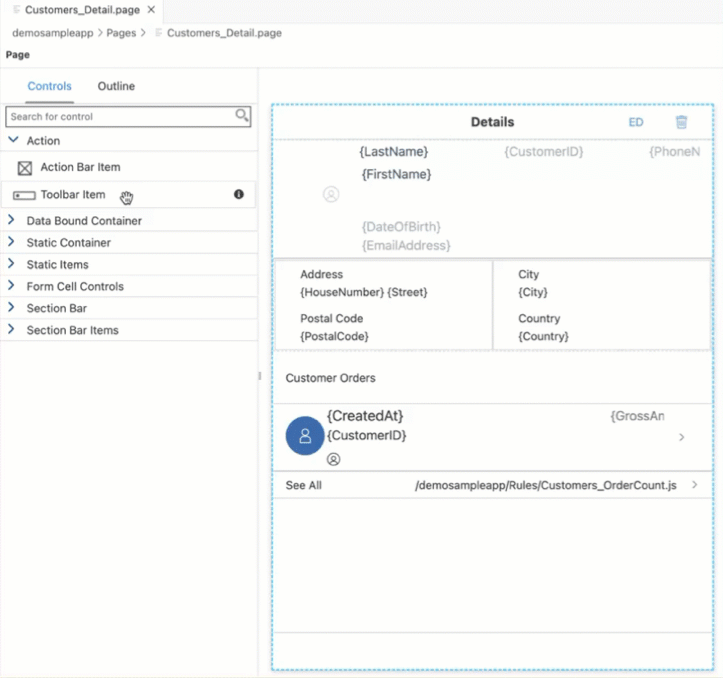 Customers_Detail.page
demosampleapp > Pages > Customers_Detail.page
Page
Controls Outline
Search for control
Action
Action Bar Item
Toolbar Item
Data Bound Container
Static Container
Static Items
Form Cell Controls
Section Bar
Section Bar Items
Details ED
{LastName} {CustomerID} {PhoneN
{FirstName}
{DateOfBirth}
{EmailAddress}
Address City
{HouseNumber} {Street} {City}
Postal Code Country
{PostalCode} {Country}
Customer Orders
{CreatedAt} {GrossAn
{CustomerID}
See All /demosampleapp/Rules/Customers_OrderCount.js